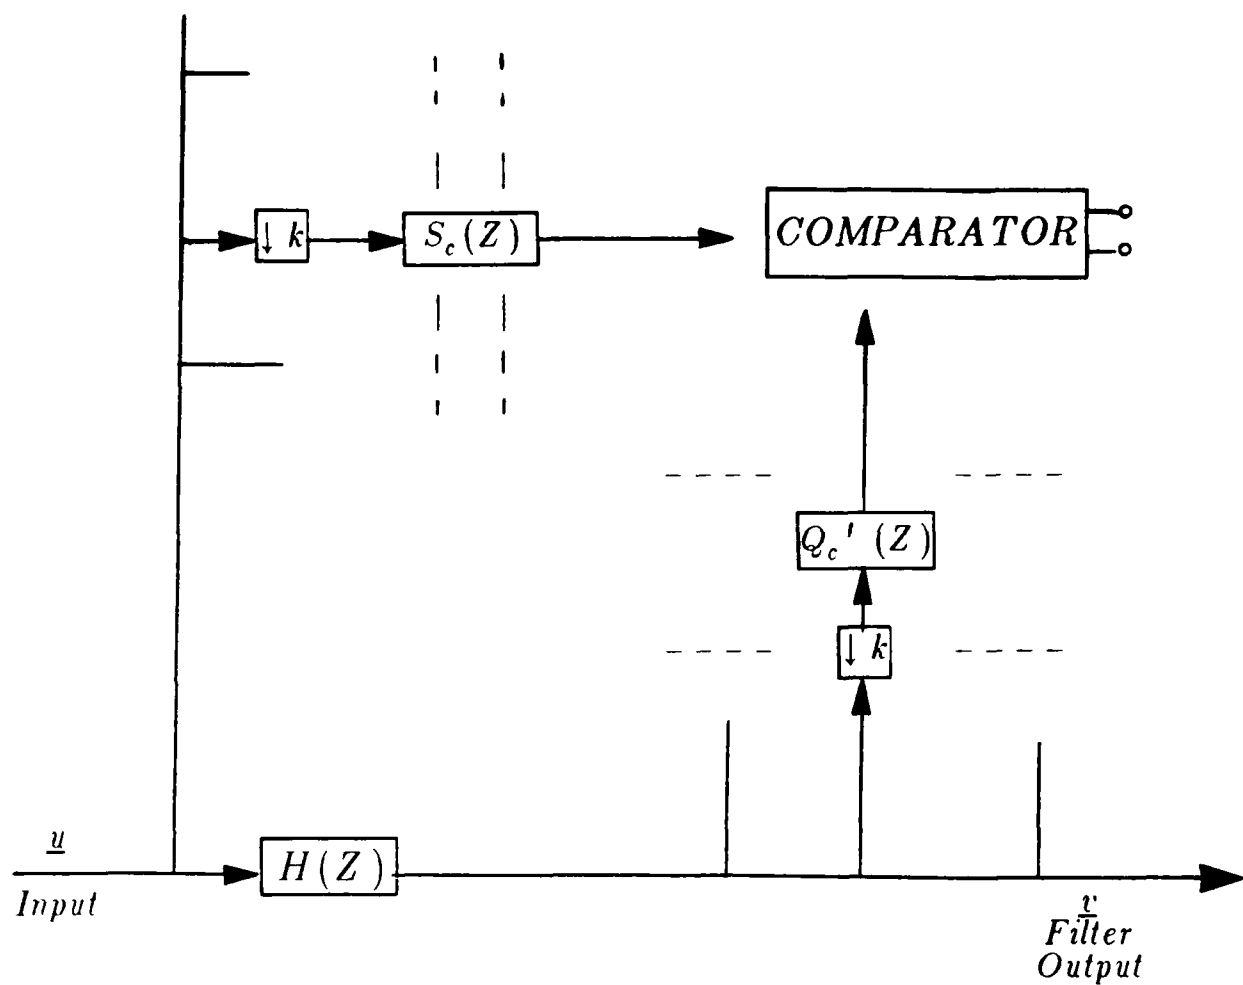 ↓ k
S_c(Z)
COMPARATOR
Q_c'(Z)
↓ k
u
H(Z)
Input
v
Filter
Output